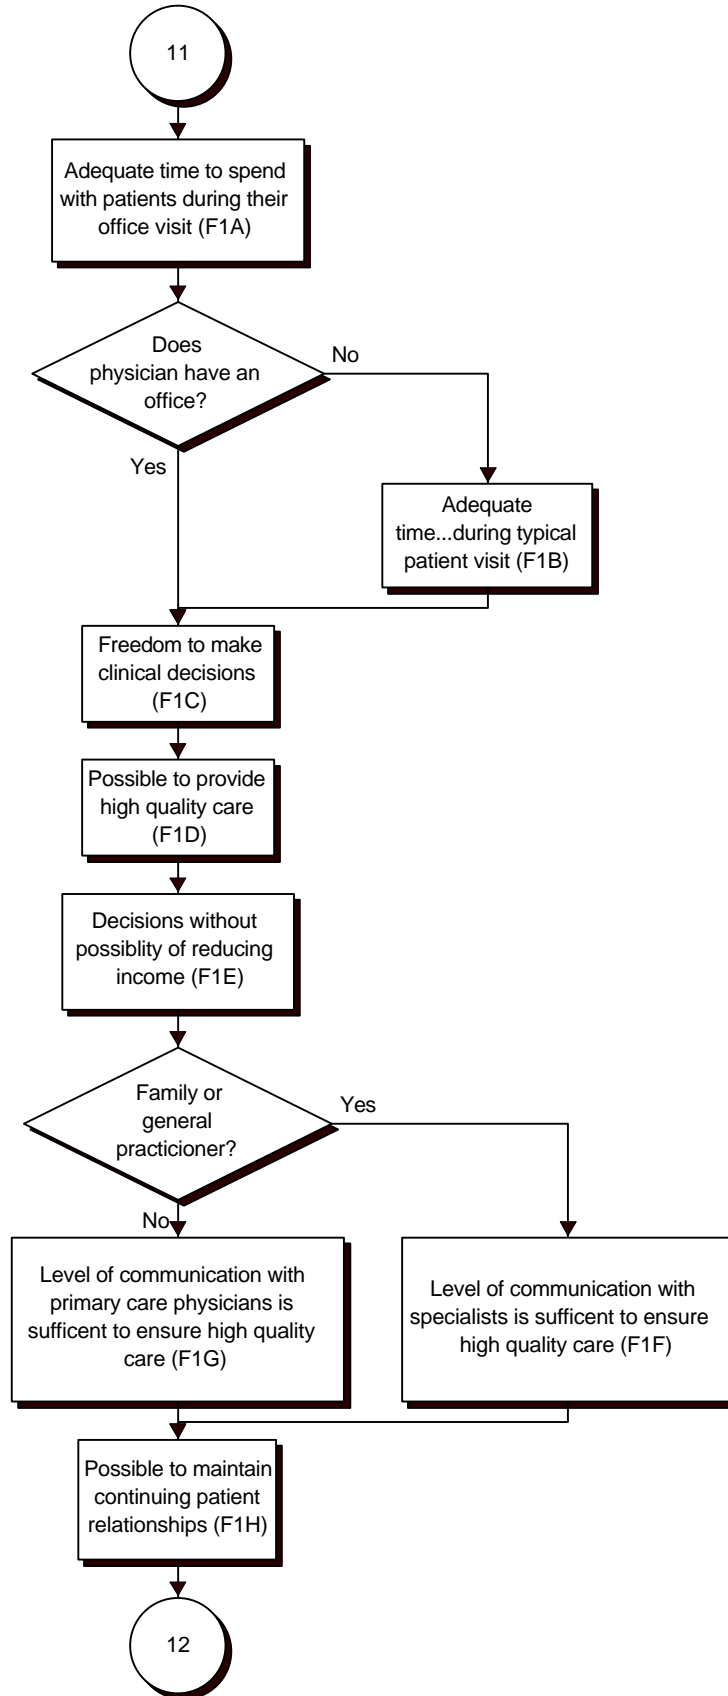 11
Adequate time to spend
with patients during their
office visit (F1A)
Does
physician have an
office?
No
Yes
Adequate
time...during typical
patient visit (F1B)
Freedom to make
clinical decisions
(F1C)
Possible to provide
high quality care
(F1D)
Decisions without
possiblity of reducing
income (F1E)
Family or
general
practicioner?
Yes
No
Level of communication with
primary care physicians is
sufficent to ensure high quality
care (F1G)
Level of communication with
specialists is sufficent to ensure
high quality care (F1F)
Possible to maintain
continuing patient
relationships (F1H)
12